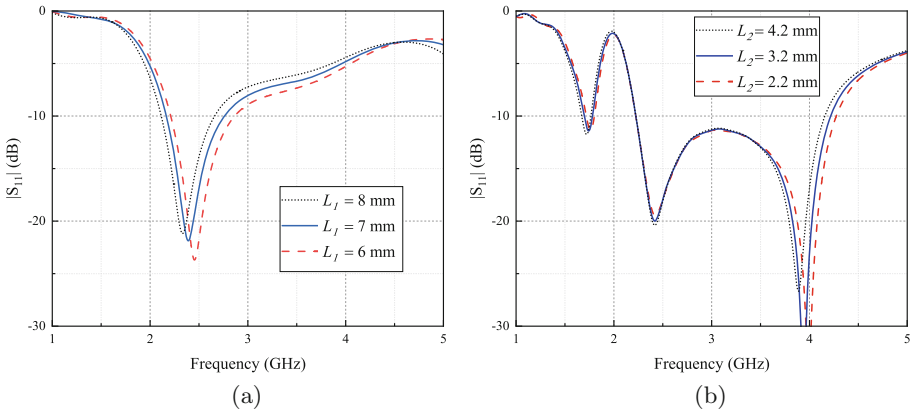 0
-10
-20
-30
|S11| (dB)
L1 = 8 mm
L1 = 7 mm
L1 = 6 mm
1 2 3 4 5
Frequency (GHz)
(a)
0
-10
-20
-30
|S11| (dB)
L2 = 4.2 mm
L2 = 3.2 mm
L2 = 2.2 mm
1 2 3 4 5
Frequency (GHz)
(b)